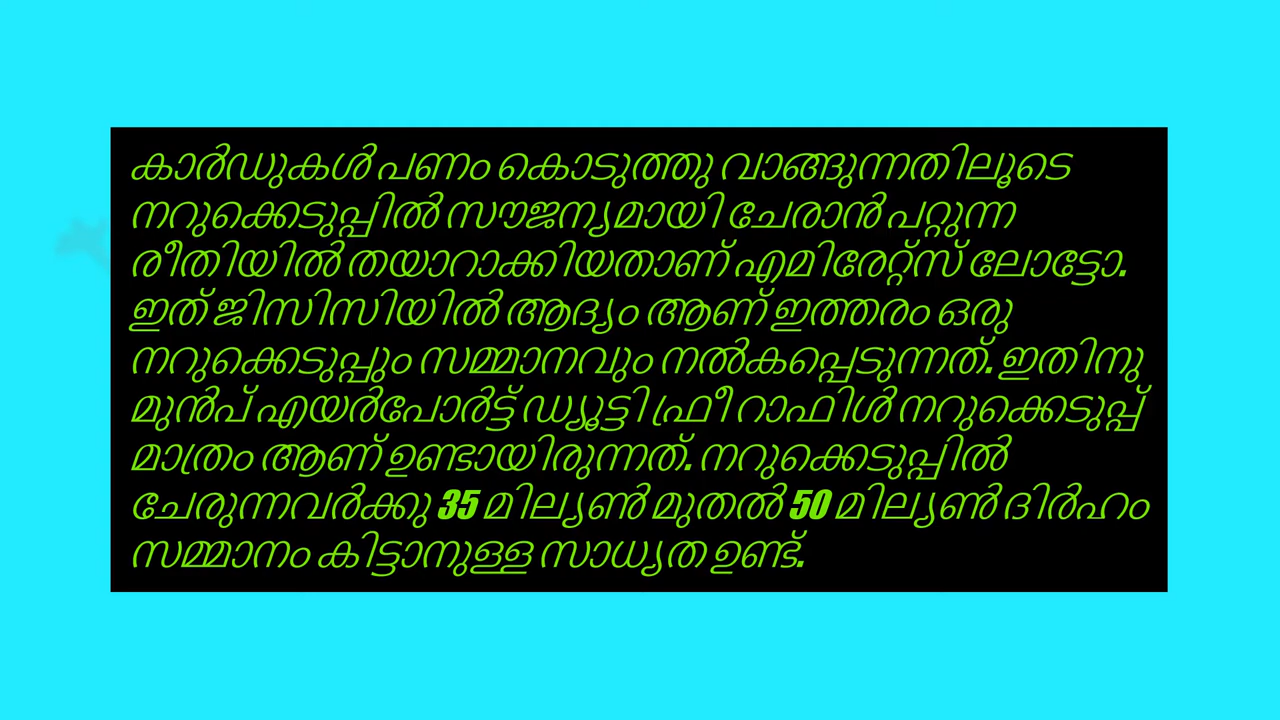 കാർഡുകൾ പണം കൊടുത്തു വാങ്ങുന്നതിലൂടെ
നറുക്കെടുപ്പിൽ സൗജന്യമായി ചേരാൻ പറ്റുന്ന
രീതിയിൽ തയാറാക്കിയതാണ് എമിരേറ്റ്സ് ലോട്ടോ.
ഇത് ജിസിസിയിൽ ആദ്യം ആണ് ഇത്തരം ഒരു
നറുക്കെടുപ്പും സമ്മാനവും നൽകപ്പെടുന്നത്. ഇതിനു
മുൻപ് എയർപോർട്ട് ഡ്യൂട്ടി ഫ്രീ റാഫിൾ നറുക്കെടുപ്പ്
മാത്രം ആണ് ഉണ്ടായിരുന്നത്. നറുക്കെടുപ്പിൽ
ചേരുന്നവർക്കു 35 മില്യൺ മുതൽ 50 മില്യൺ ദിർഹം
സമ്മാനം കിട്ടാനുള്ള സാധ്യത ഉണ്ട്.